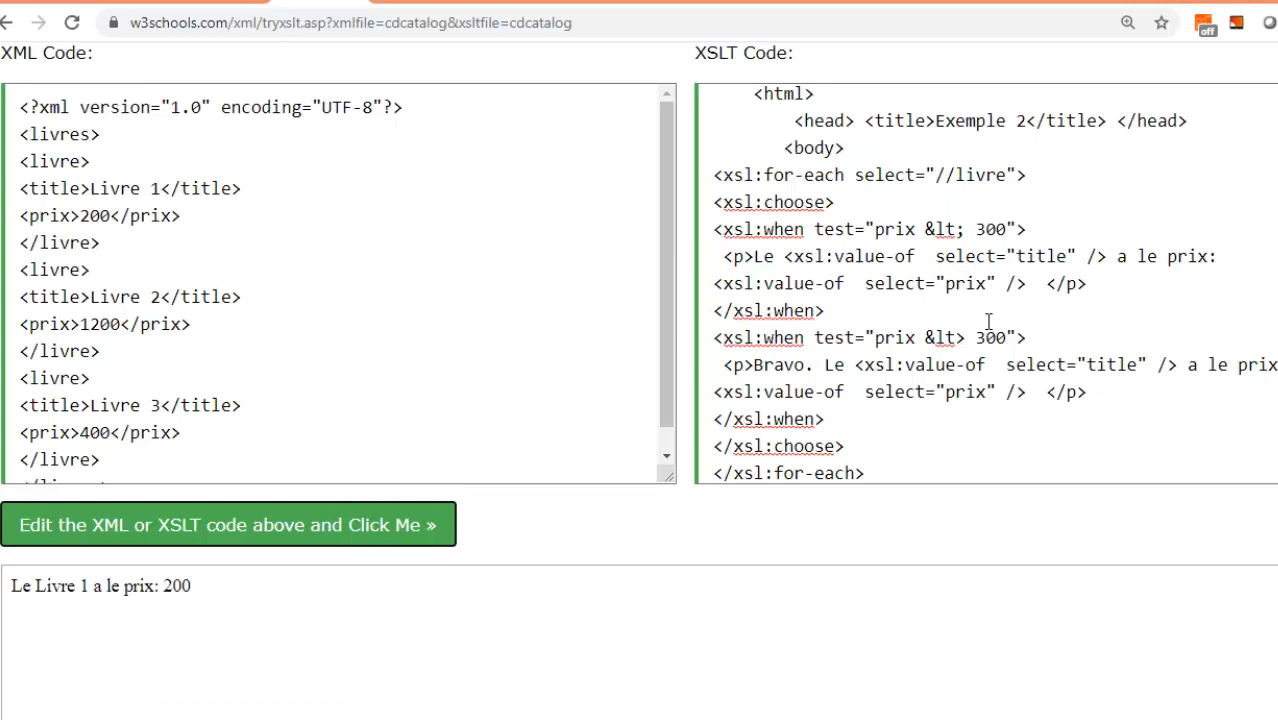 w3schools.com/xml/tryxslt.asp?xmlfile=cdcatalog&xsltfile=cdcatalog
off
XML Code:
<?xml version="1.0" encoding="UTF-8"?>
<livres>
<livre>
<title>Livre 1</title>
<prix>200</prix>
</livre>
<livre>
<title>Livre 2</title>
<prix>1200</prix>
</livre>
<livre>
<title>Livre 3</title>
<prix>400</prix>
</livre>
XSLT Code:
<html>
<head> <title>Exemple 2</title> </head>
<body>
<xsl:for-each select="//livre">
<xsl:choose>
<xsl:when test="prix &lt; 300">
<p>Le <xsl:value-of  select="title" /> a le prix:
<xsl:value-of  select="prix" />  </p>
</xsl:when>
<xsl:when test="prix &lt> 300">
<p>Bravo. Le <xsl:value-of  select="title" /> a le prix
<xsl:value-of  select="prix" />  </p>
</xsl:when>
</xsl:choose>
</xsl:for-each>
Edit the XML or XSLT code above and Click Me »
Le Livre 1 a le prix: 200